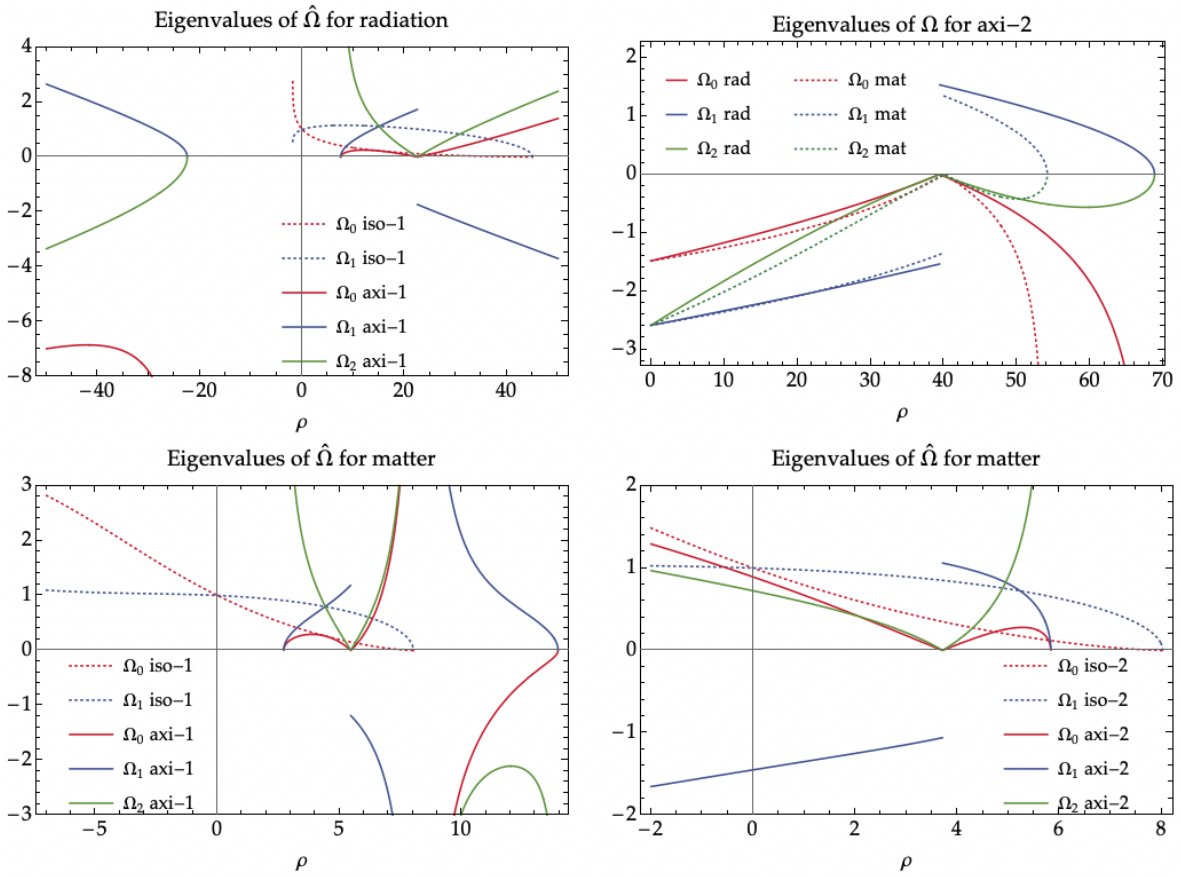 Eigenvalues of Ω̂ for radiation
4
2
0
−2
−4
−6
−8
−40 −20 0 20 40
ρ
Ω₀ iso−1
Ω₁ iso−1
Ω₀ axi−1
Ω₁ axi−1
Ω₂ axi−1
Eigenvalues of Ω for axi−2
2
1
0
−1
−2
−3
0 10 20 30 40 50 60 70
ρ
Ω₀ rad Ω₀ mat
Ω₁ rad Ω₁ mat
Ω₂ rad Ω₂ mat
Eigenvalues of Ω̂ for matter
3
2
1
0
−1
−2
−3
−5 0 5 10
ρ
Ω₀ iso−1
Ω₁ iso−1
Ω₀ axi−1
Ω₁ axi−1
Ω₂ axi−1
Eigenvalues of Ω̂ for matter
2
1
0
−1
−2
−2 0 2 4 6 8
ρ
Ω₀ iso−2
Ω₁ iso−2
Ω₀ axi−2
Ω₁ axi−2
Ω₂ axi−2